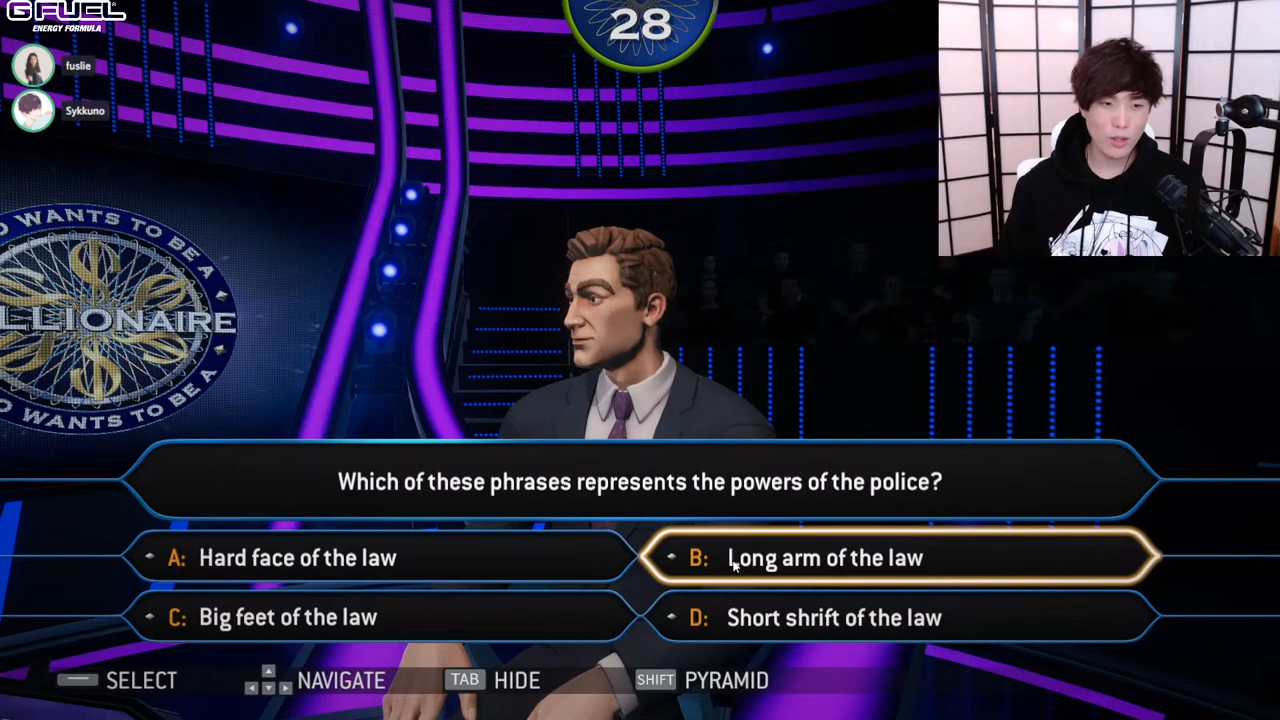 G FUEL
ENERGY FORMULA
28
fuslie
Sykkuno
WANTS TO BE A
LLIONAIRE
WANTS TO BE A
Which of these phrases represents the powers of the police?
A: Hard face of the law
B: Long arm of the law
C: Big feet of the law
D: Short shrift of the law
SELECT
NAVIGATE
TAB HIDE
SHIFT PYRAMID